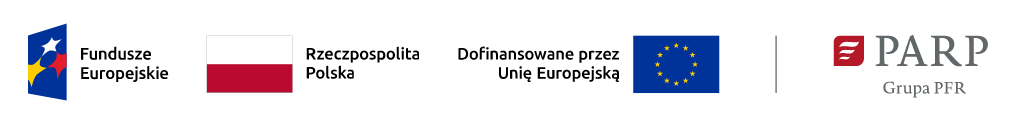 Fundusze
Europejskie
Rzeczpospolita
Polska
Dofinansowane przez
Unię Europejską
PARP
Grupa PFR